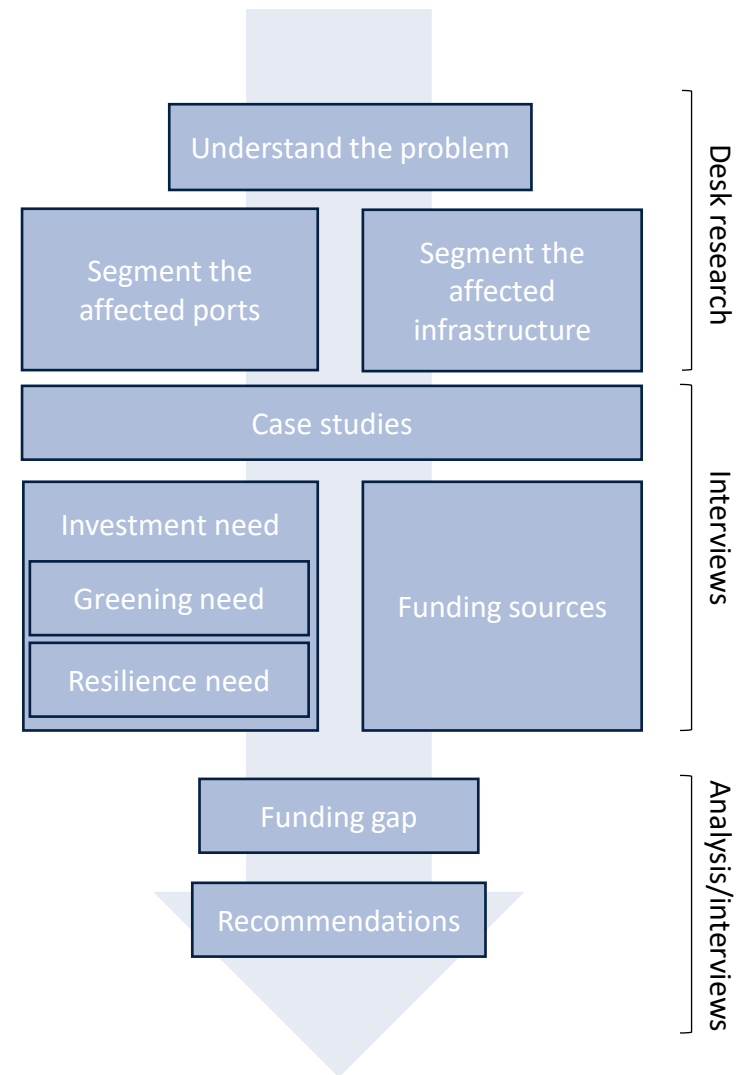 Understand the problem
Segment the
affected ports
Segment the
affected
infrastructure
Desk research
Case studies
Investment need
Greening need
Resilience need
Funding sources
Interviews
Funding gap
Recommendations
Analysis/interviews